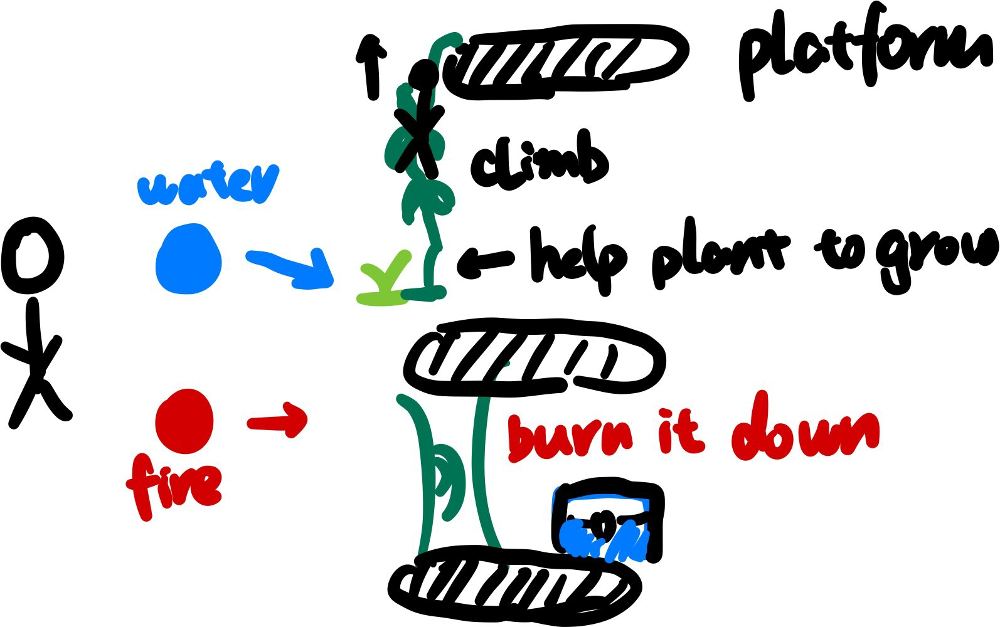 platform
climb
water
help plant to grow
burn it down
fire